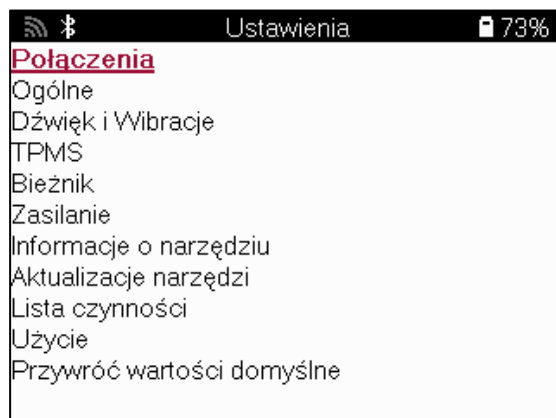 Ustawienia 73%
Połączenia
Ogólne
Dźwięk i Wibracje
TPMS
Bieżnik
Zasilanie
Informacje o narzędziu
Aktualizacje narzędzi
Lista czynności
Użycie
Przywróć wartości domyślne